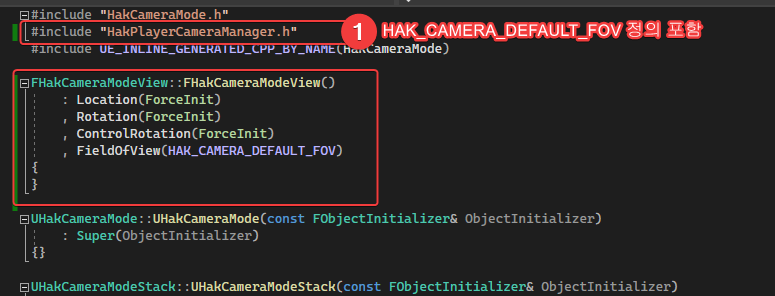 #include "HakCameraMode.h"
#include "HakPlayerCameraManager.h"
1 HAK_CAMERA_DEFAULT_FOV 정의 포함
#include UE_INLINE_GENERATED_CPP_BY_NAME(HakCameraMode)
FHakCameraModeView::FHakCameraModeView()
: Location(ForceInit)
, Rotation(ForceInit)
, ControlRotation(ForceInit)
, FieldOfView(HAK_CAMERA_DEFAULT_FOV)
{
}
UHakCameraMode::UHakCameraMode(const FObjectInitializer& ObjectInitializer)
: Super(ObjectInitializer)
{}
UHakCameraModeStack::UHakCameraModeStack(const FObjectInitializer& ObjectInitializer)